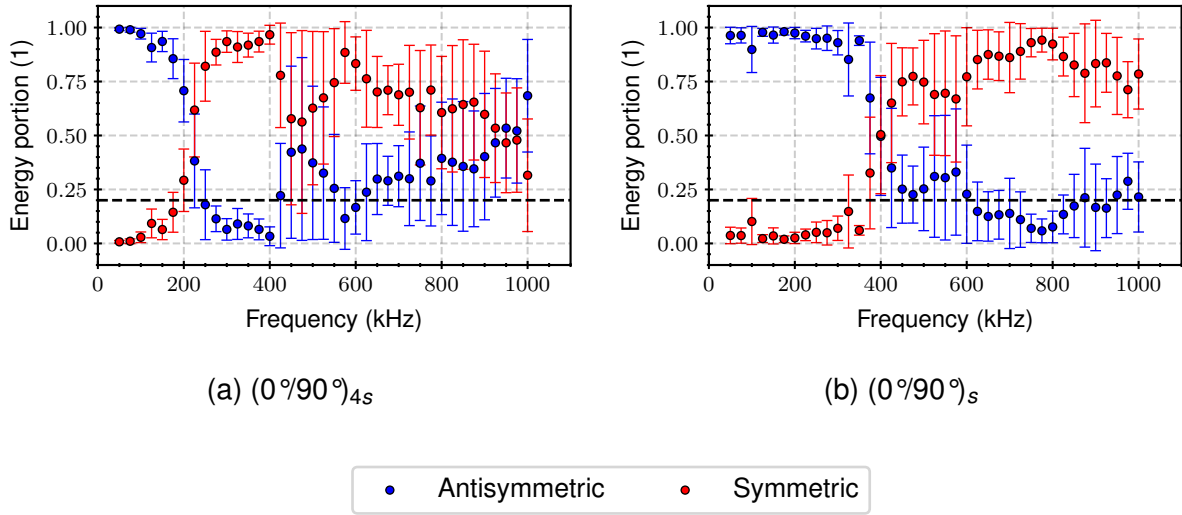 1.00
0.75
0.50
0.25
0.00
Energy portion (1)
0 200 400 600 800 1000
Frequency (kHz)
(a) (0°/90°)4s
1.00
0.75
0.50
0.25
0.00
Energy portion (1)
0 200 400 600 800 1000
Frequency (kHz)
(b) (0°/90°)s
Antisymmetric Symmetric